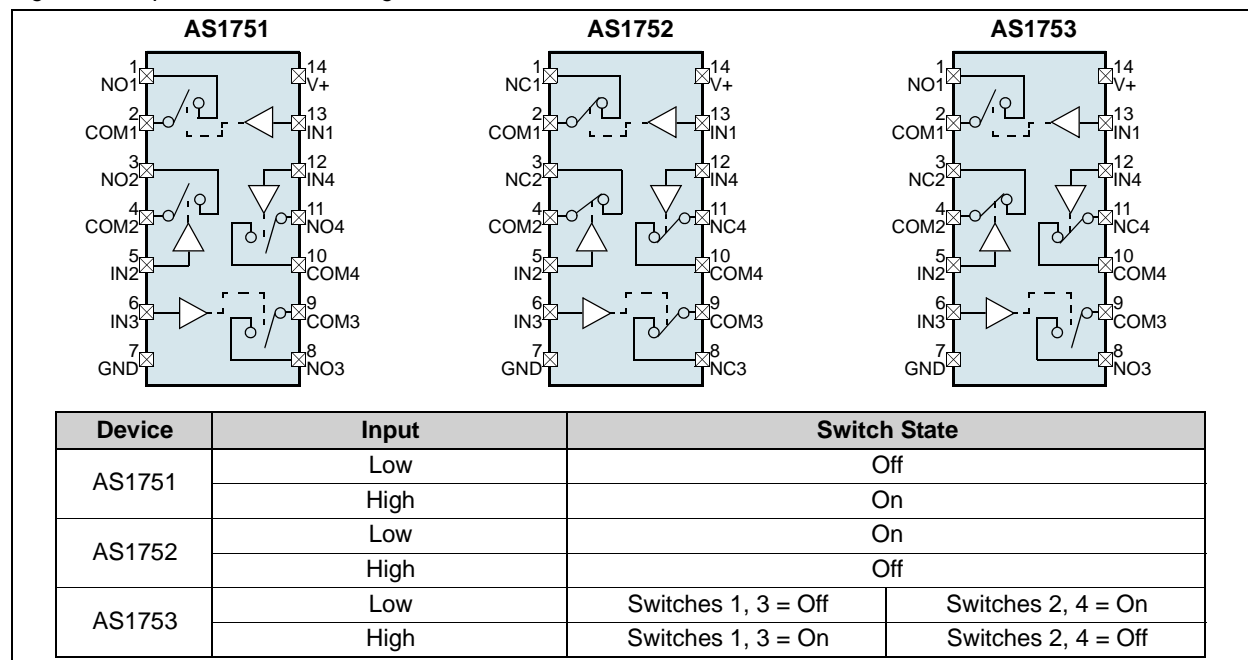 AS1751
AS1752
AS1753
1
NO1
2
COM1
3
NO2
4
COM2
5
IN2
6
IN3
7
GND
14
V+
13
IN1
12
IN4
11
NO4
10
COM4
9
COM3
8
NO3
1
NC1
2
COM1
3
NC2
4
COM2
5
IN2
6
IN3
7
GND
14
V+
13
IN1
12
IN4
11
NC4
10
COM4
9
COM3
8
NC3
1
NO1
2
COM1
3
NC2
4
COM2
5
IN2
6
IN3
7
GND
14
V+
13
IN1
12
IN4
11
NC4
10
COM4
9
COM3
8
NO3
Device Input Switch State
AS1751 Low Off
High On
AS1752 Low On
High Off
AS1753 Low Switches 1, 3 = Off Switches 2, 4 = On
High Switches 1, 3 = On Switches 2, 4 = Off